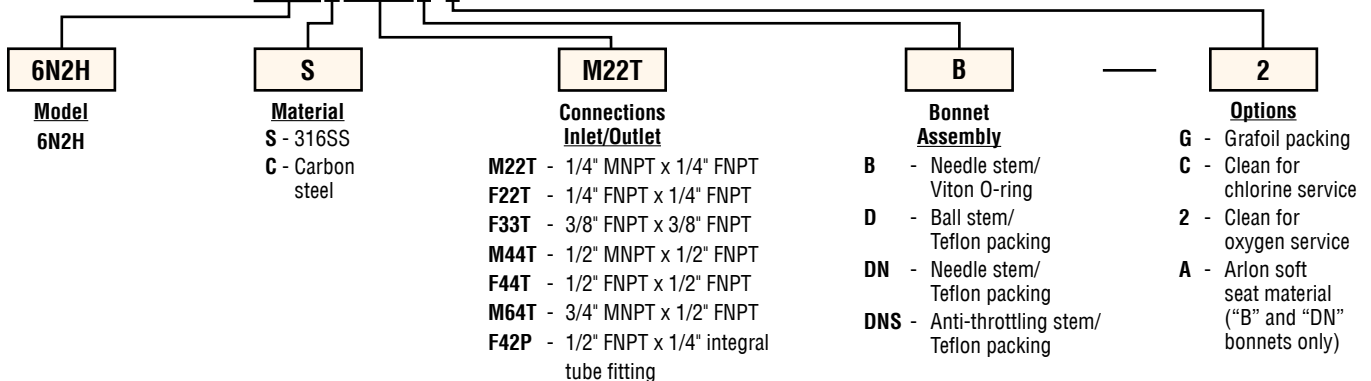 6N2H
S
M22T
B
—
2
Model
6N2H
Material
S - 316SS
C - Carbon
steel
Connections
Inlet/Outlet
M22T - 1/4" MNPT x 1/4" FNPT
F22T - 1/4" FNPT x 1/4" FNPT
F33T - 3/8" FNPT x 3/8" FNPT
M44T - 1/2" MNPT x 1/2" FNPT
F44T - 1/2" FNPT x 1/2" FNPT
M64T - 3/4" MNPT x 1/2" FNPT
F42P - 1/2" FNPT x 1/4" integral
tube fitting
Bonnet
Assembly
B - Needle stem/
Viton O-ring
D - Ball stem/
Teflon packing
DN - Needle stem/
Teflon packing
DNS - Anti-throttling stem/
Teflon packing
Options
G - Grafoil packing
C - Clean for
chlorine service
2 - Clean for
oxygen service
A - Arlon soft
seat material
(“B” and “DN”
bonnets only)